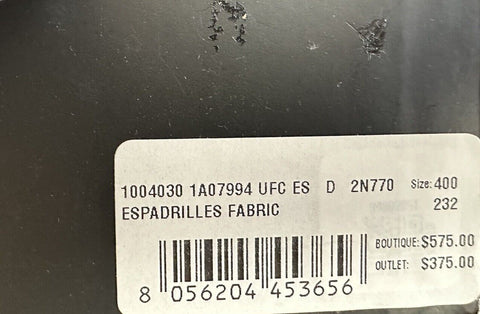 1004030 1A07994 UFC ES D 2N770 Size: 400
ESPADRILLES FABRIC 232
BOUTIQUE: $575.00
OUTLET: $375.00
8 056204 453656